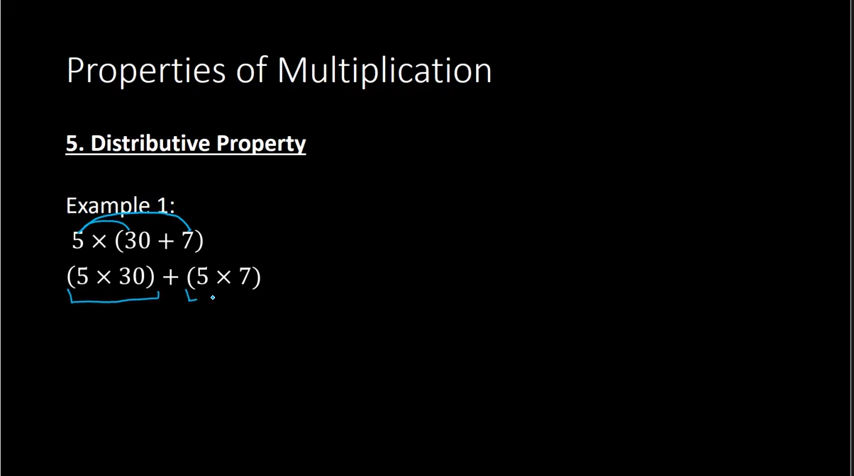 Properties of Multiplication
5. Distributive Property
Example 1:
5 × (30 + 7)
(5 × 30) + (5 × 7)